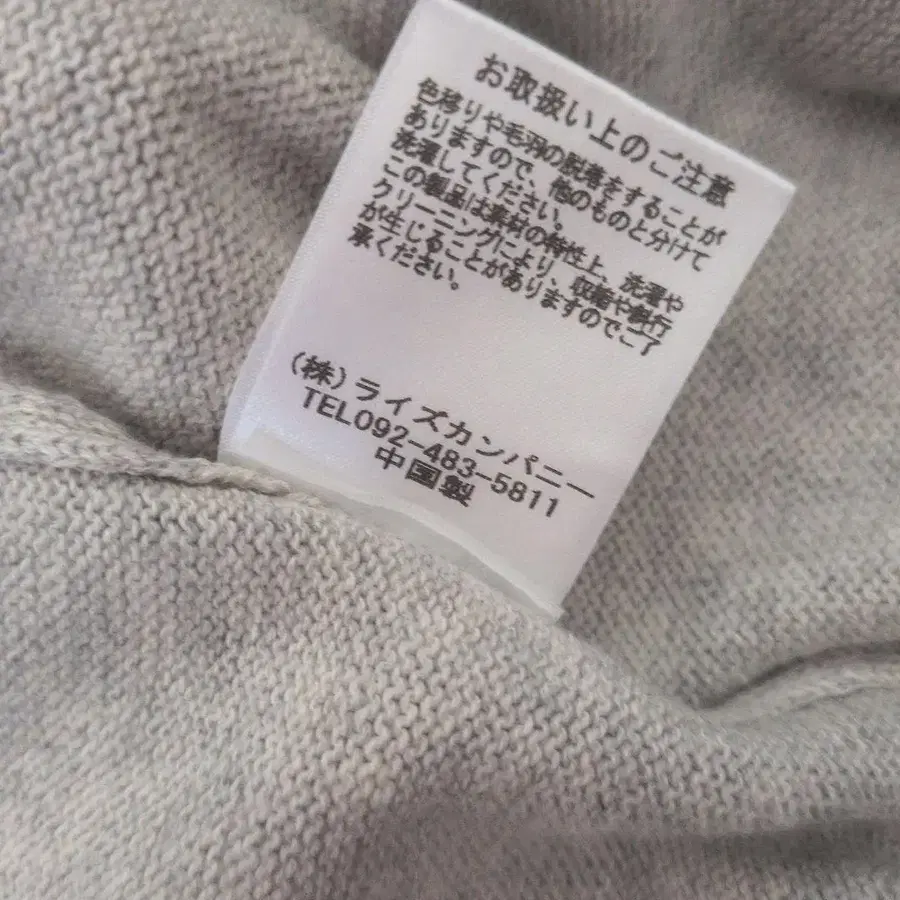 お取扱い上のご注意
色移りや毛羽の脱落をすることが
ありますので、他のものと分けて
洗濯してください。
この製品は素材の特性上、洗濯や
クリーニングにより、収縮や斜行
が生じることがありますのでご了
承ください。
(株)ライズカンパニー
TEL092-483-5811
中国製